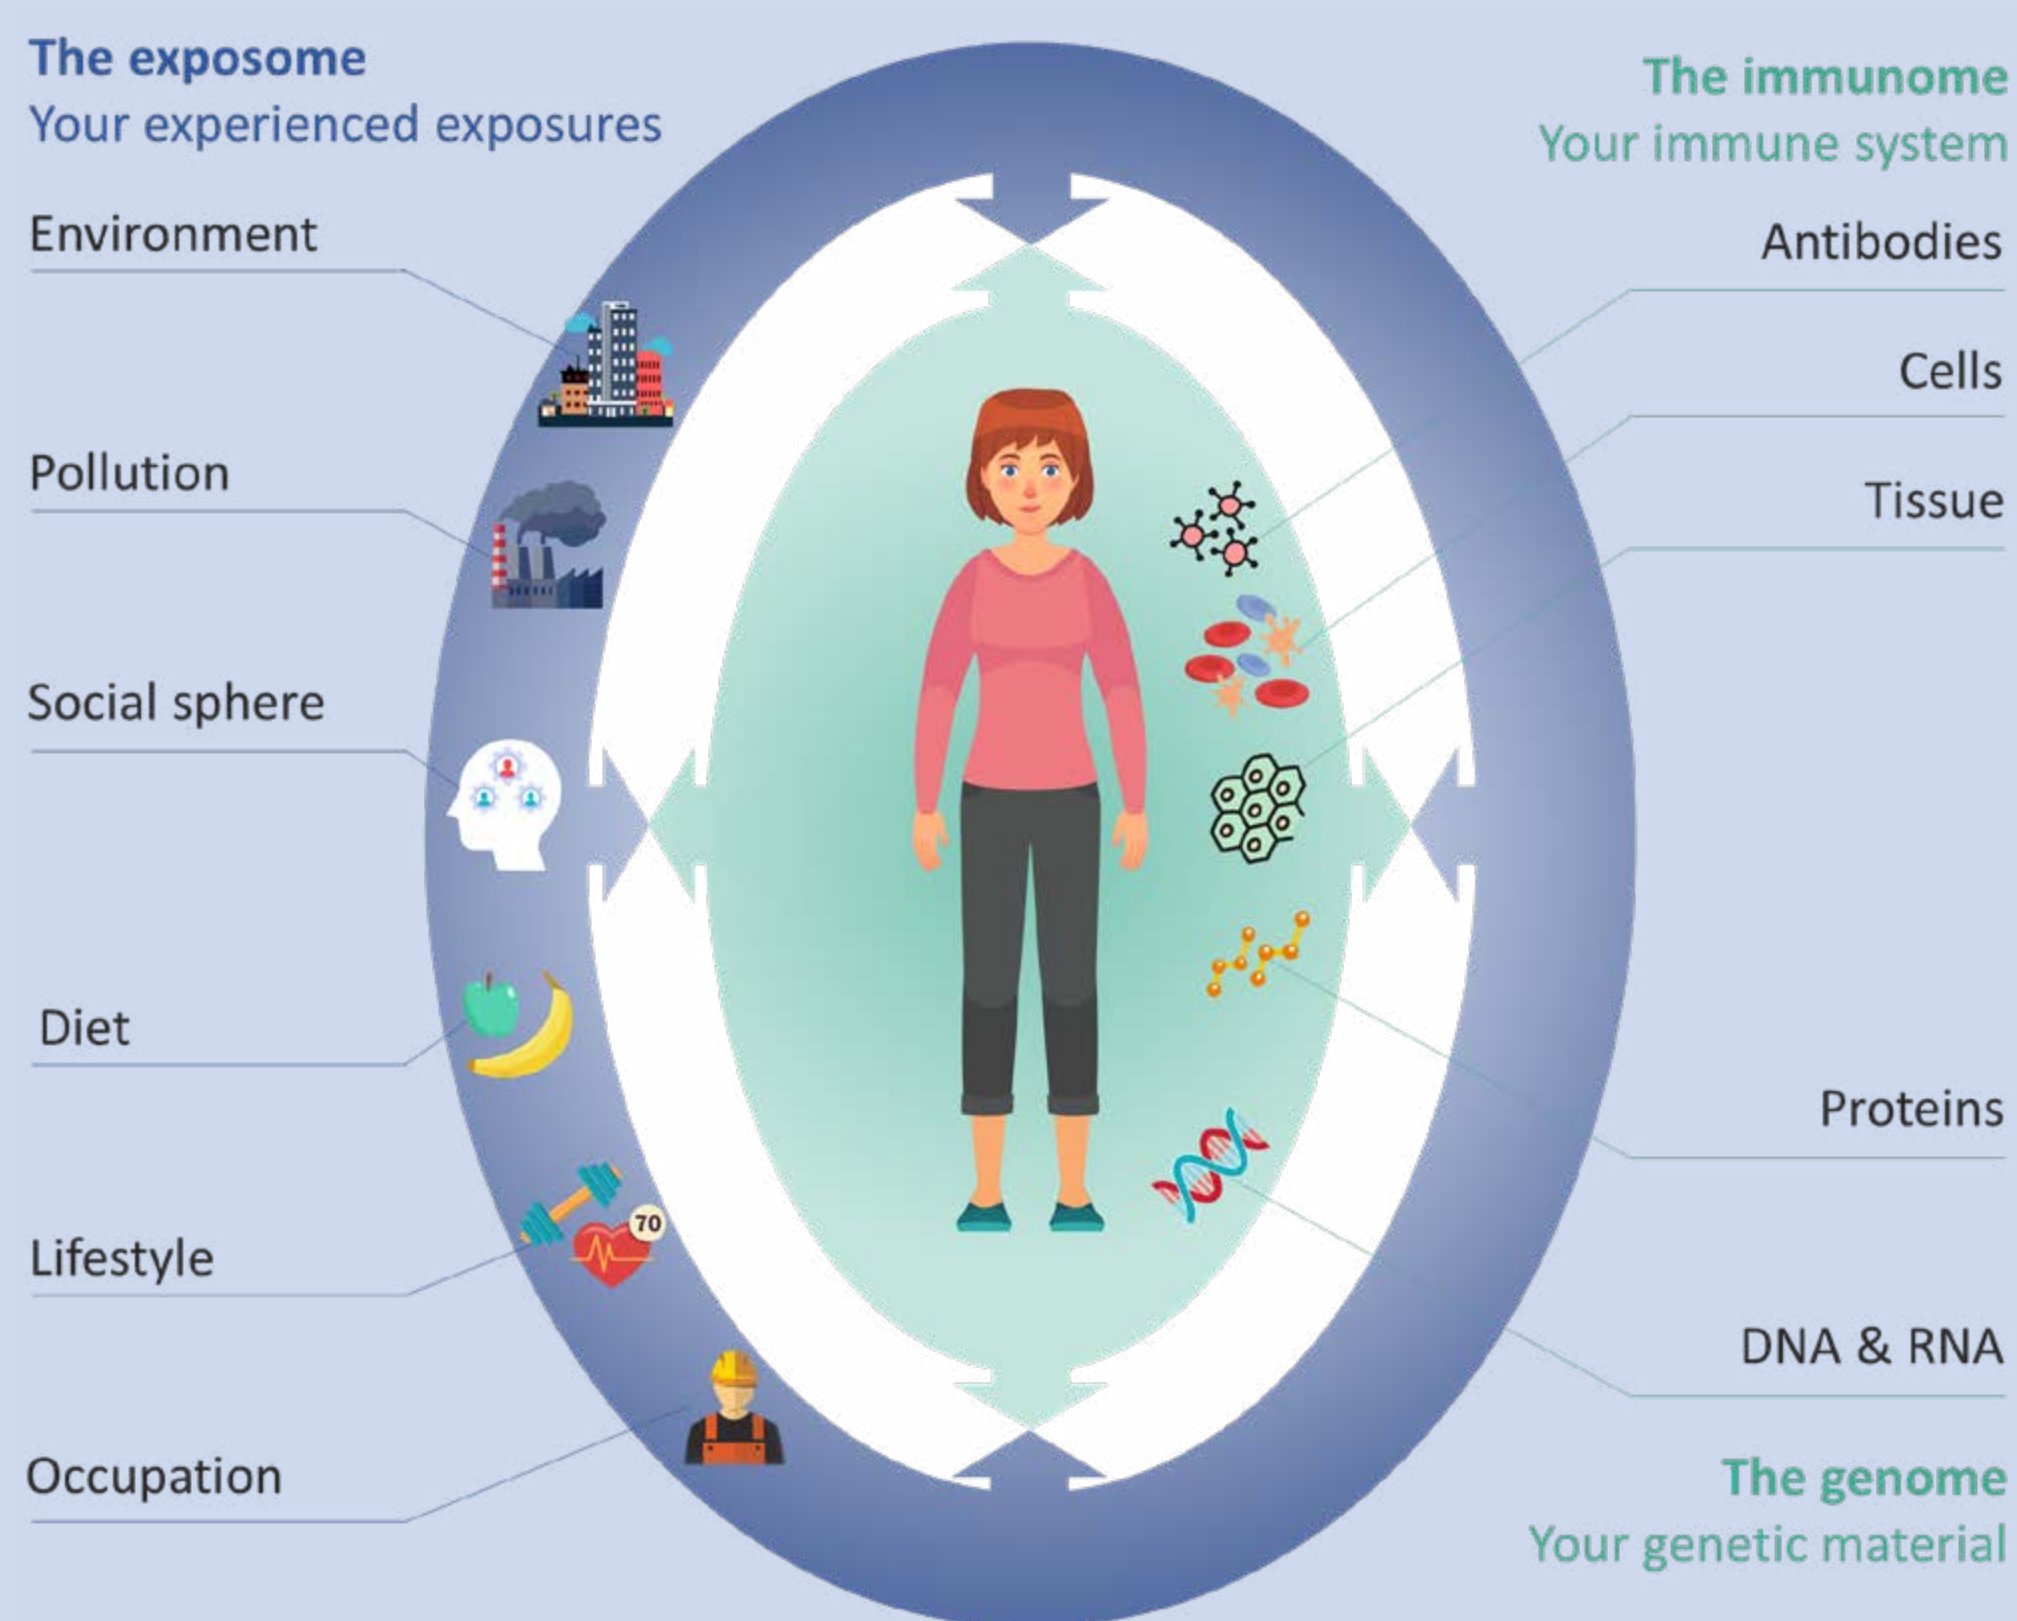 The exposome
Your experienced exposures
Environment
Pollution
Social sphere
Diet
Lifestyle
70
Occupation
The immunome
Your immune system
Antibodies
Cells
Tissue
Proteins
DNA & RNA
The genome
Your genetic material